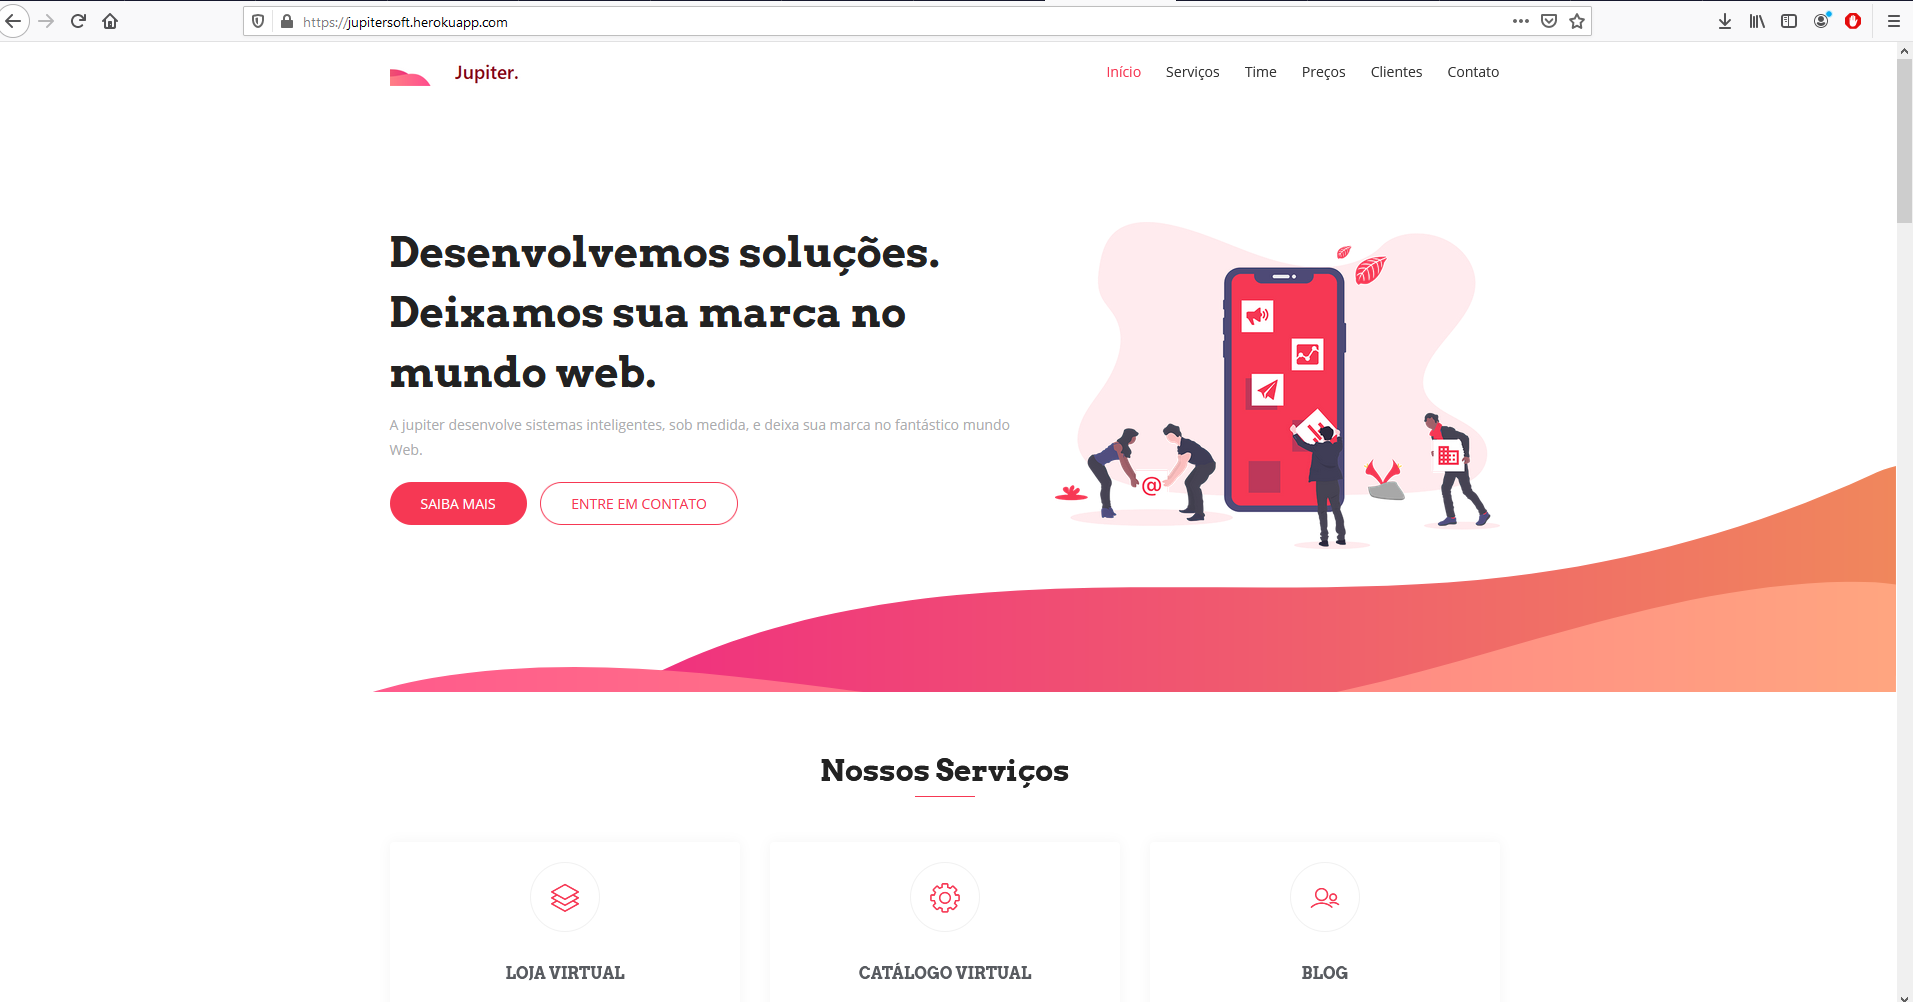 https://jupitersoft.herokuapp.com
Jupiter.
Início Serviços Time Preços Clientes Contato
Desenvolvemos soluções.
Deixamos sua marca no
mundo web.
A jupiter desenvolve sistemas inteligentes, sob medida, e deixa sua marca no fantástico mundo
Web.
@
SAIBA MAIS ENTRE EM CONTATO
Nossos Serviços
LOJA VIRTUAL CATÁLOGO VIRTUAL BLOG